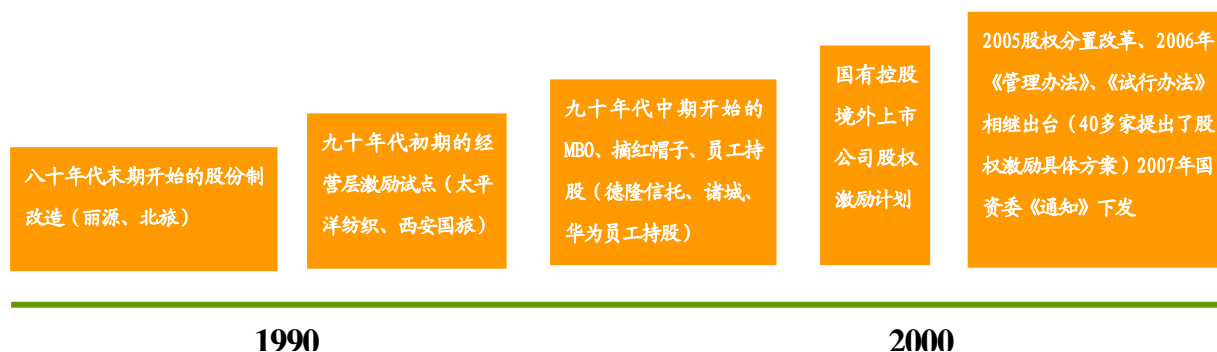 八十年代末期开始的股份制
改造（丽源、北旅）
九十年代初期的经
营层激励试点（太平
洋纺织、西安国旅）
九十年代中期开始的
MBO、摘红帽子、员工持
股（德隆信托、诸城、
华为员工持股）
国有控股
境外上市
公司股权
激励计划
2005股权分置改革、2006年
《管理办法》、《试行办法》
相继出台（40多家提出了股
权激励具体方案）2007年国
资委《通知》下发
1990
2000